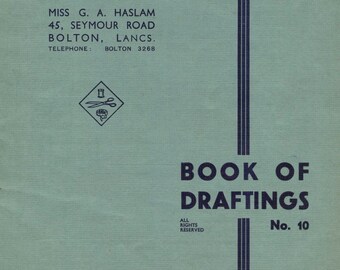 MISS G. A. HASLAM
45, SEYMOUR ROAD
BOLTON, LANCS.
TELEPHONE: BOLTON 3268
BOOK OF
DRAFTINGS
ALL
RIGHTS
RESERVED
No. 10